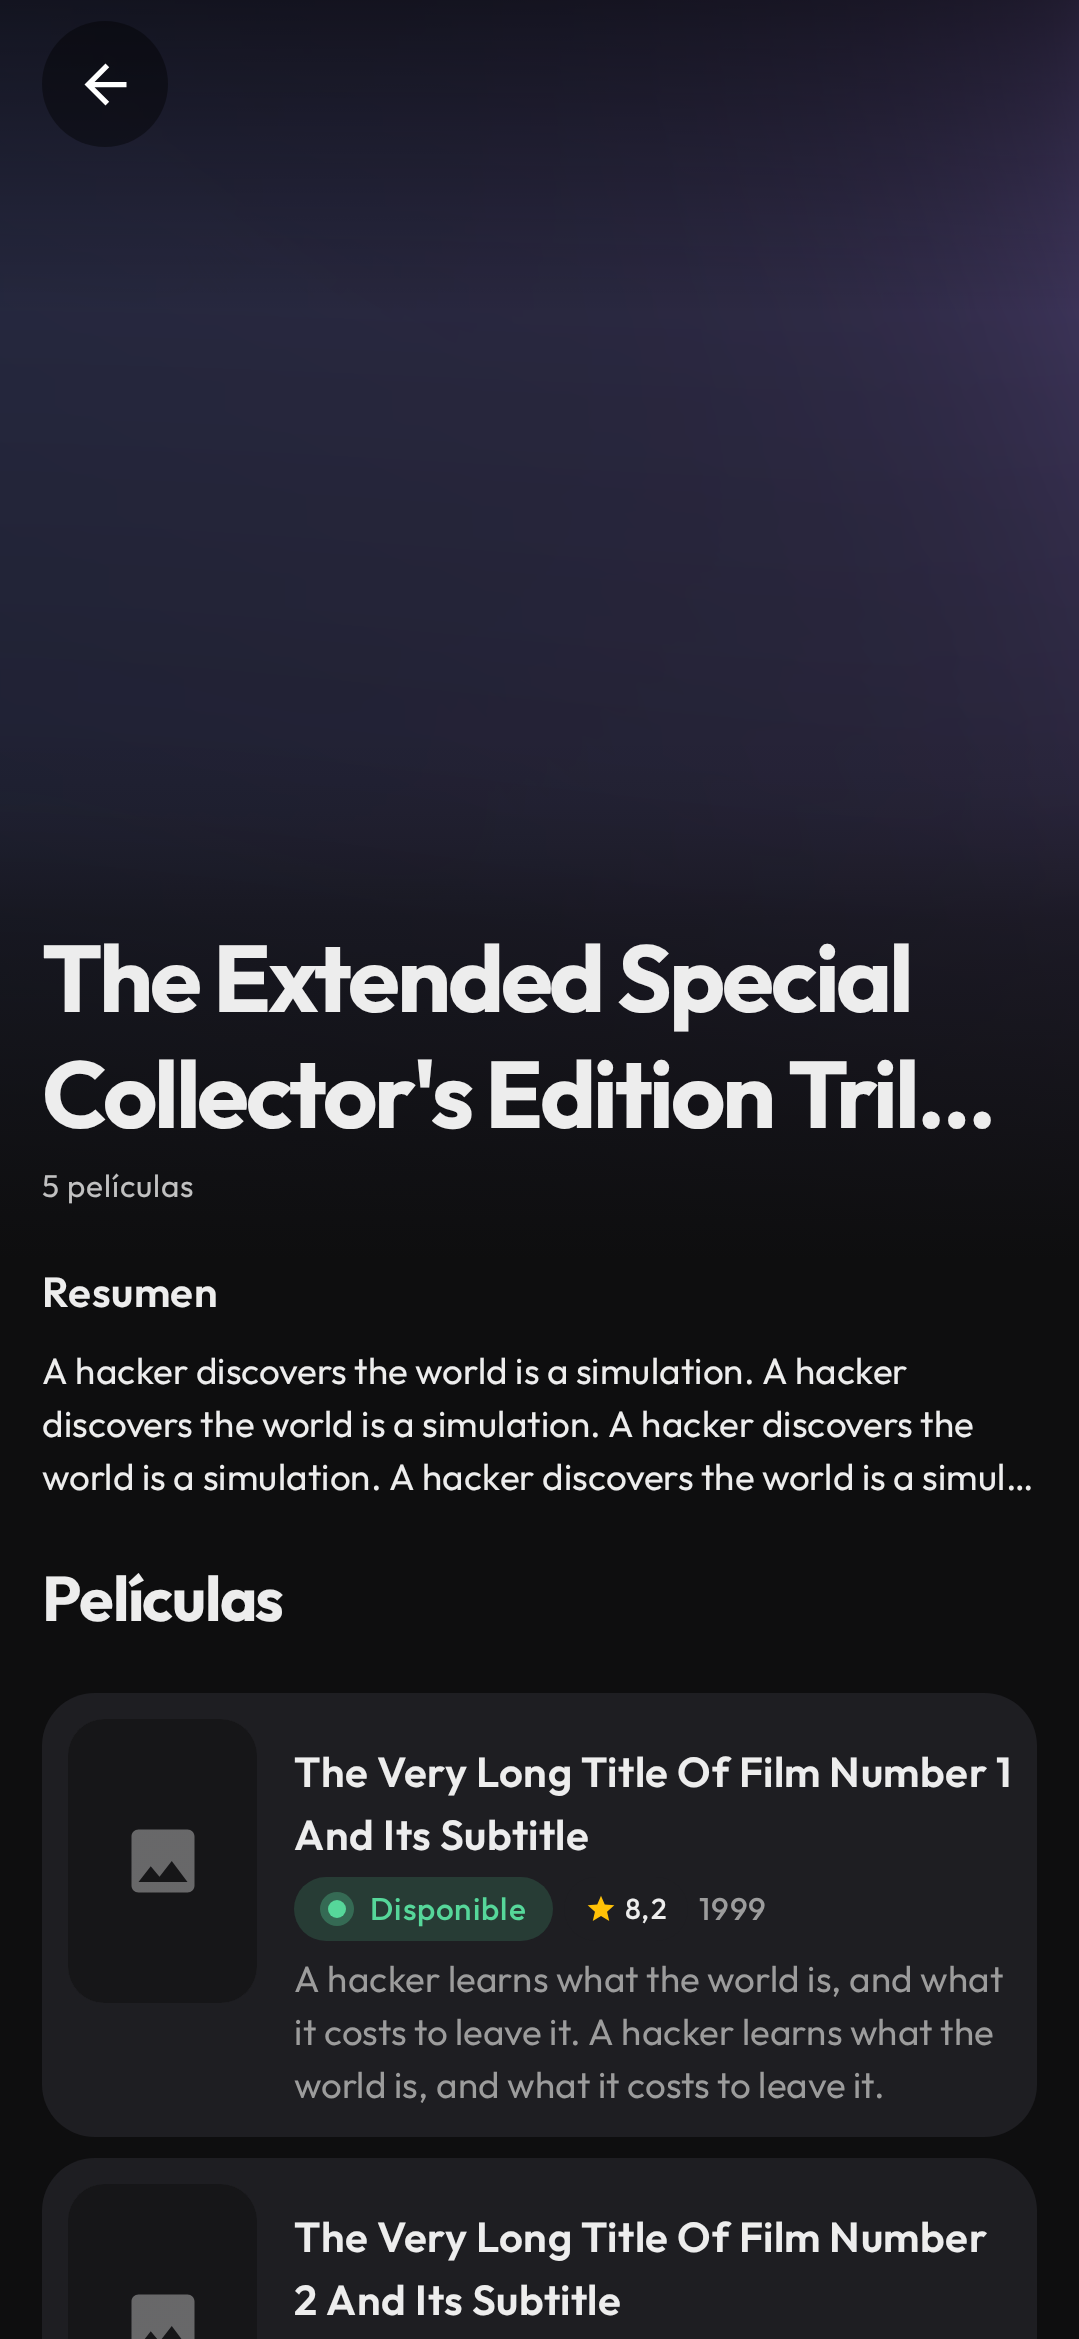 The Extended Special
Collector's Edition Tril...
5 películas
Resumen
A hacker discovers the world is a simulation. A hacker
discovers the world is a simulation. A hacker discovers the
world is a simulation. A hacker discovers the world is a simul...
Películas
The Very Long Title Of Film Number 1
And Its Subtitle
Disponible 8,2 1999
A hacker learns what the world is, and what
it costs to leave it. A hacker learns what the
world is, and what it costs to leave it.
The Very Long Title Of Film Number
2 And Its Subtitle